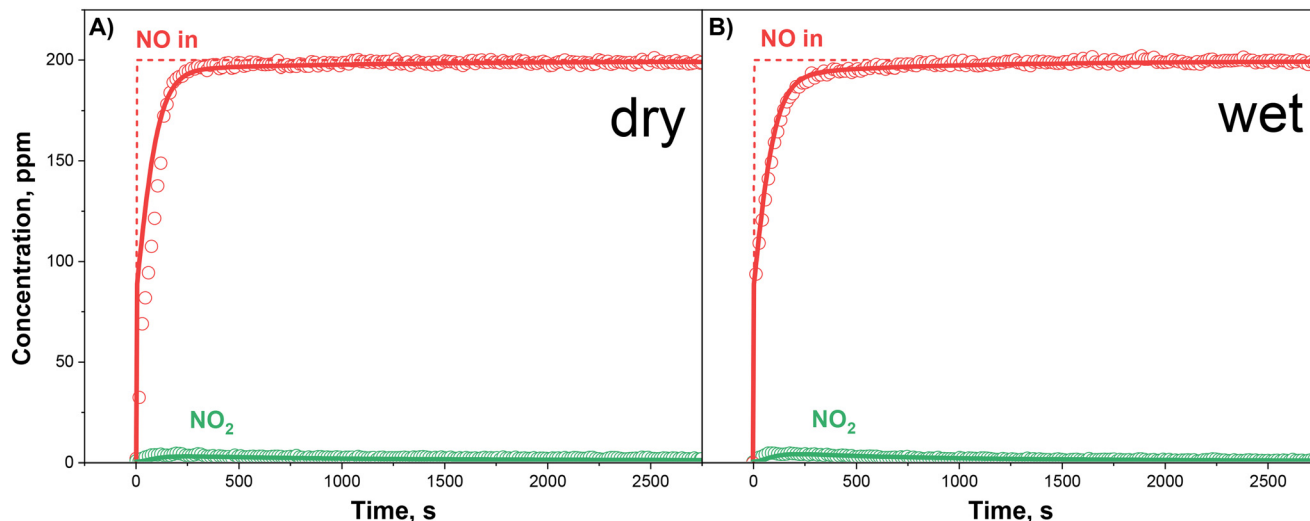 A)
NO in
dry
NO₂
B)
NO in
wet
NO₂
Concentration, ppm
200
150
100
50
0
0 500 1000 1500 2000 2500
0 500 1000 1500 2000 2500
Time, s
Time, s